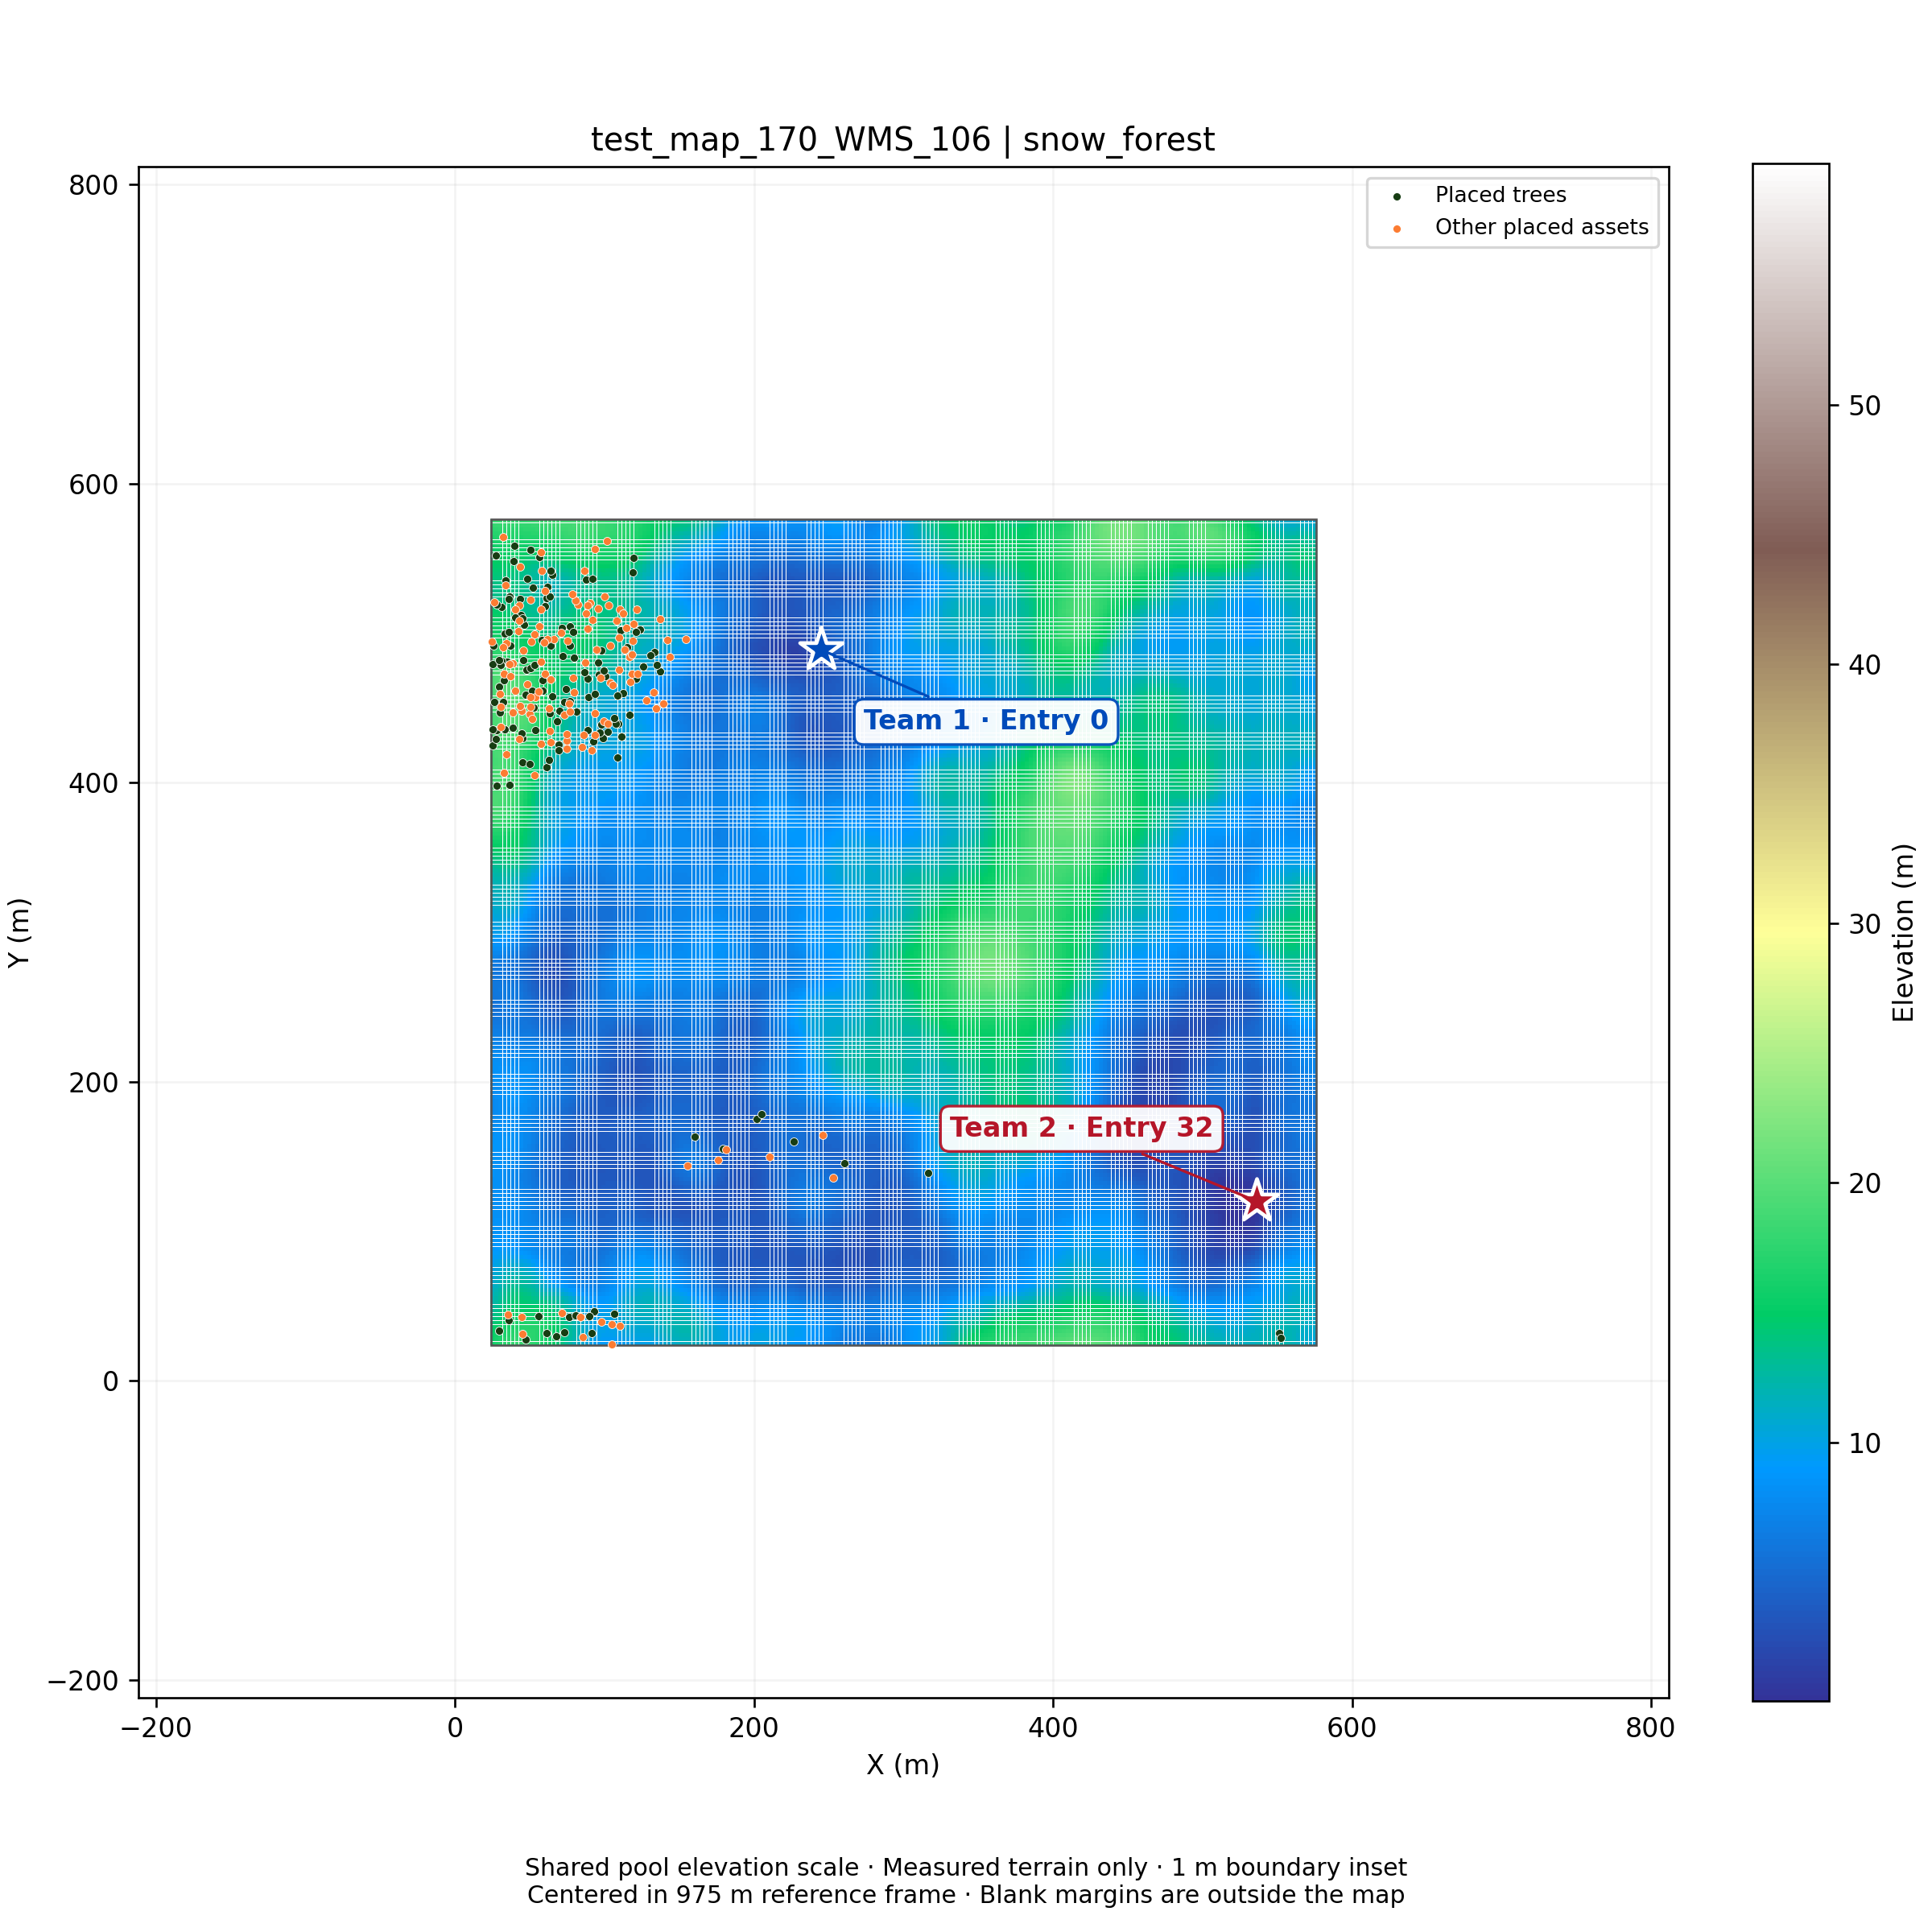 test_map_170_WMS_106 | snow_forest
Placed trees
Other placed assets
800
600
400
200
0
−200
−200
0
200
400
600
800
X (m)
Y (m)
Team 1 · Entry 0
Team 2 · Entry 32
50
40
30
20
10
Elevation (m)
Shared pool elevation scale · Measured terrain only · 1 m boundary inset
Centered in 975 m reference frame · Blank margins are outside the map